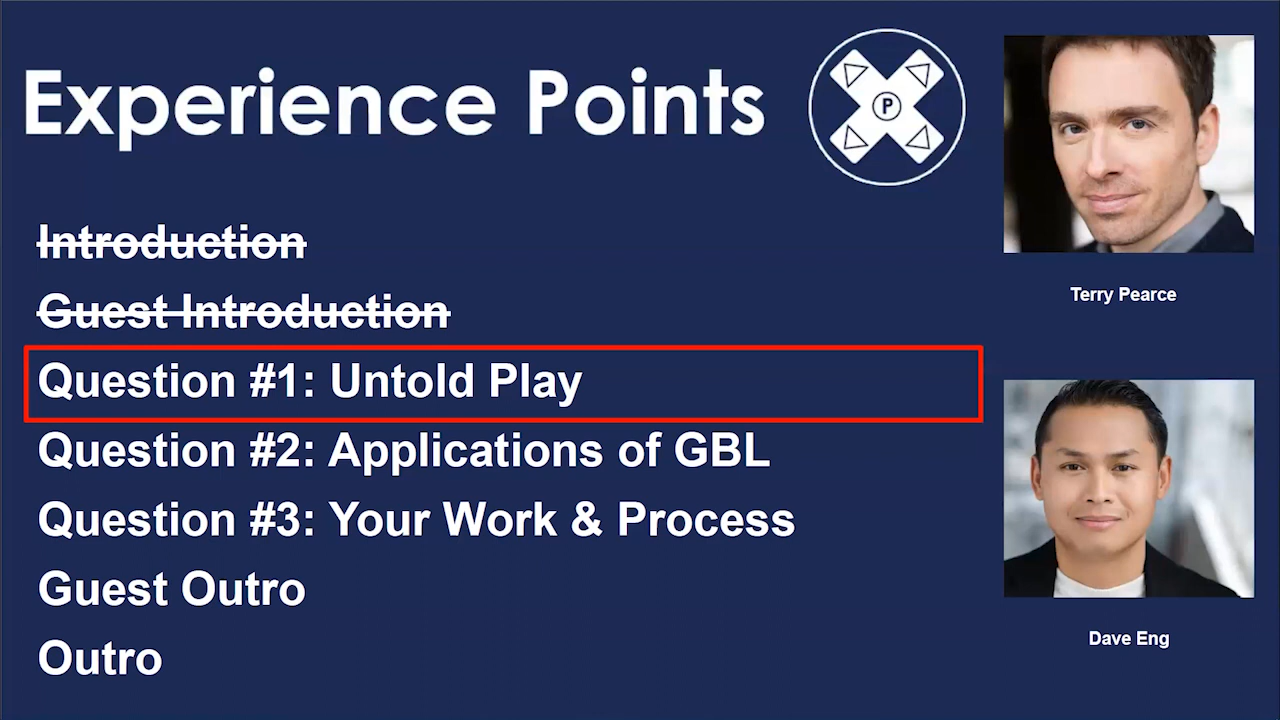 Experience Points
P
Introduction
Guest Introduction
Question #1: Untold Play
Question #2: Applications of GBL
Question #3: Your Work & Process
Guest Outro
Outro
Terry Pearce
Dave Eng